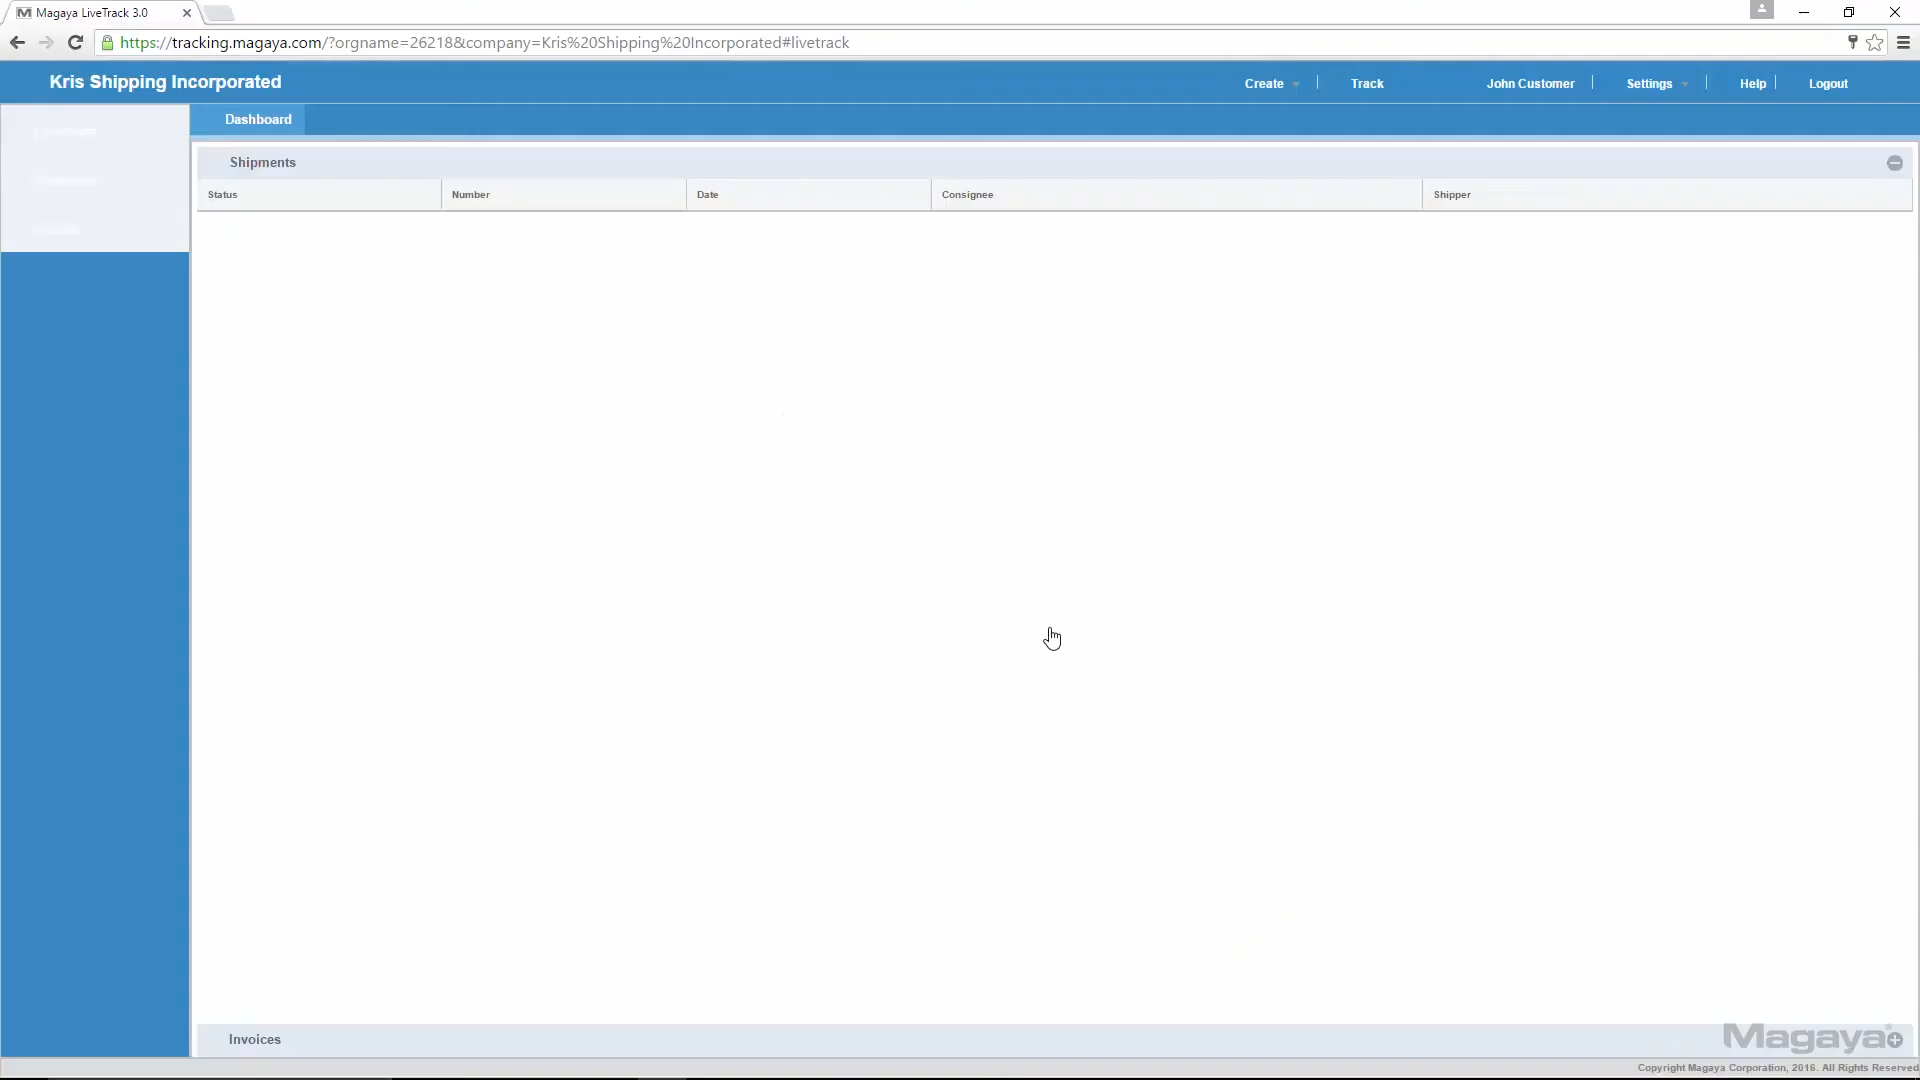 Magaya LiveTrack 3.0
https://tracking.magaya.com/?orgname=26218&company=Kris%20Shipping%20Incorporated#livetrack
Kris Shipping Incorporated
Create
Track
John Customer
Settings
Help
Logout
Dashboard
Shipments
Status
Number
Date
Consignee
Shipper
Invoices
Magaya
Copyright Magaya Corporation, 2016. All Rights Reserved